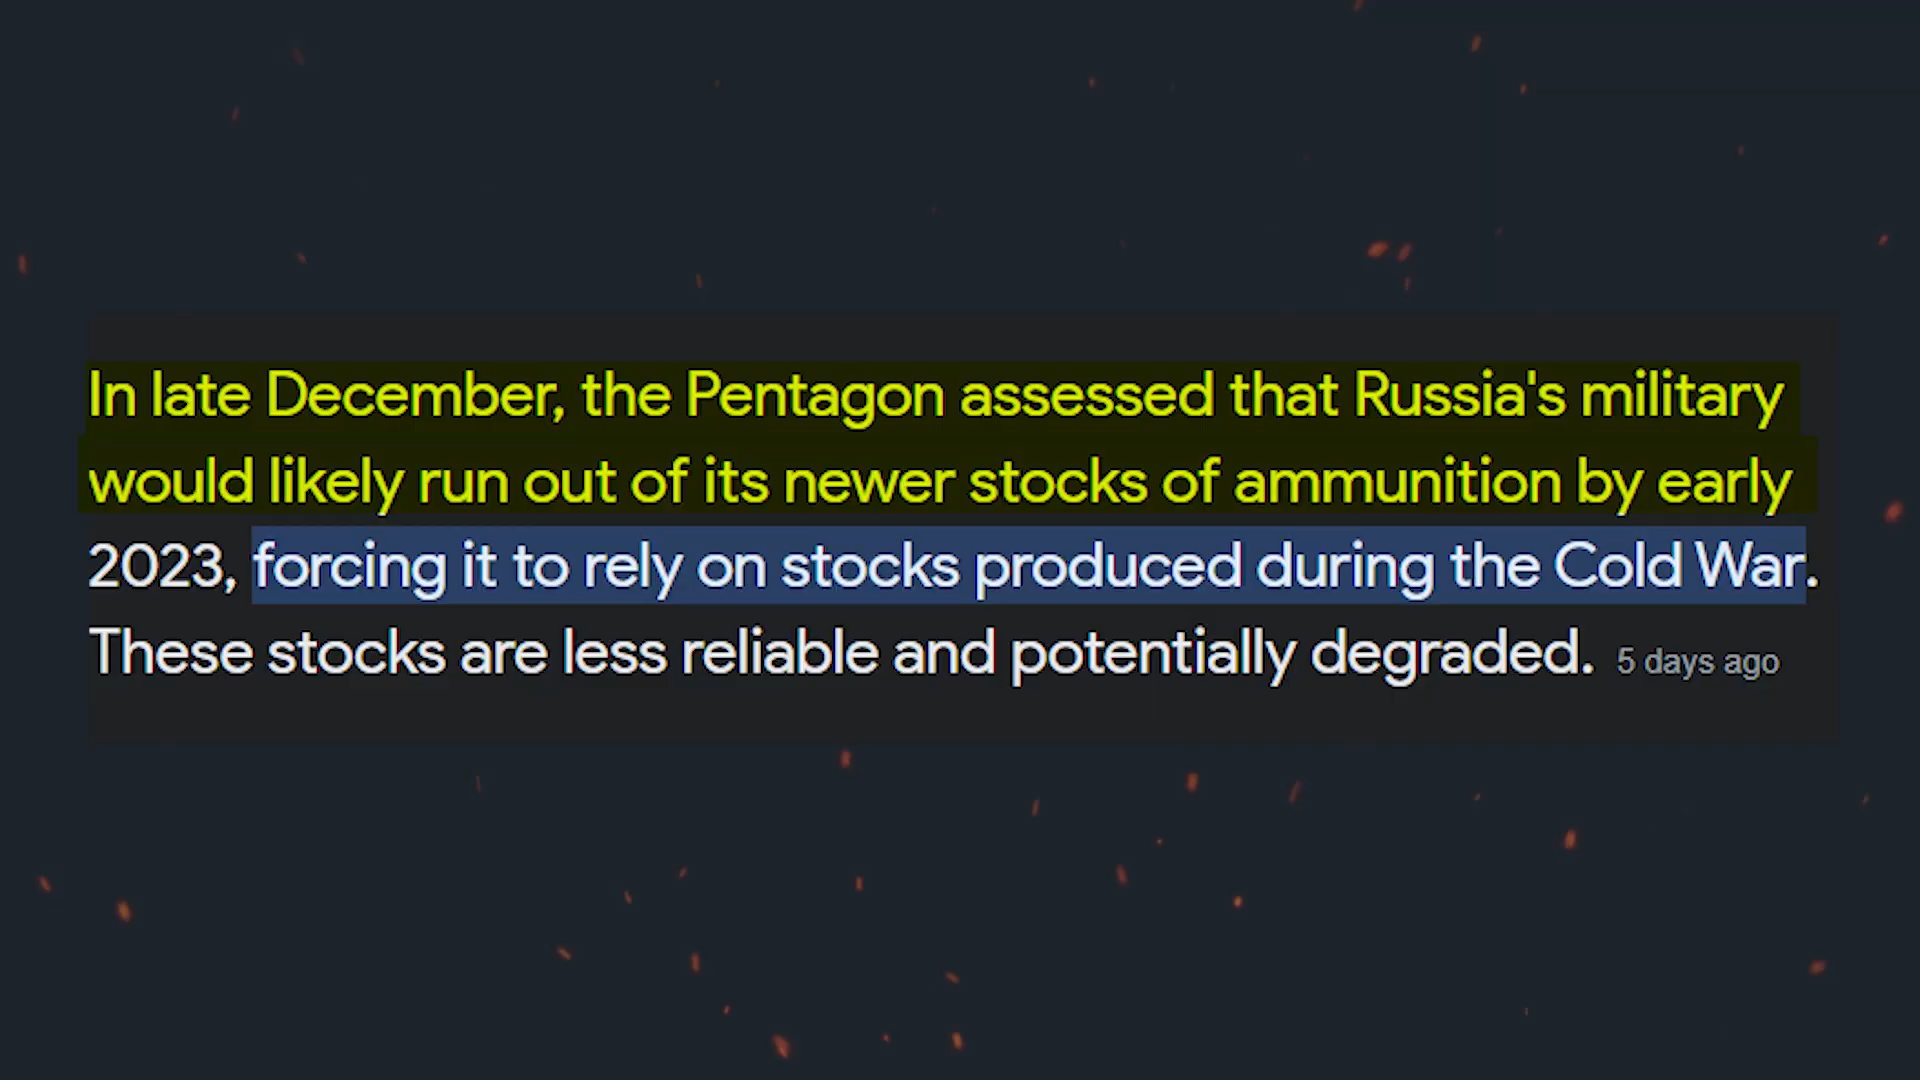 In late December, the Pentagon assessed that Russia's military
would likely run out of its newer stocks of ammunition by early
2023, forcing it to rely on stocks produced during the Cold War.
These stocks are less reliable and potentially degraded. 5 days ago